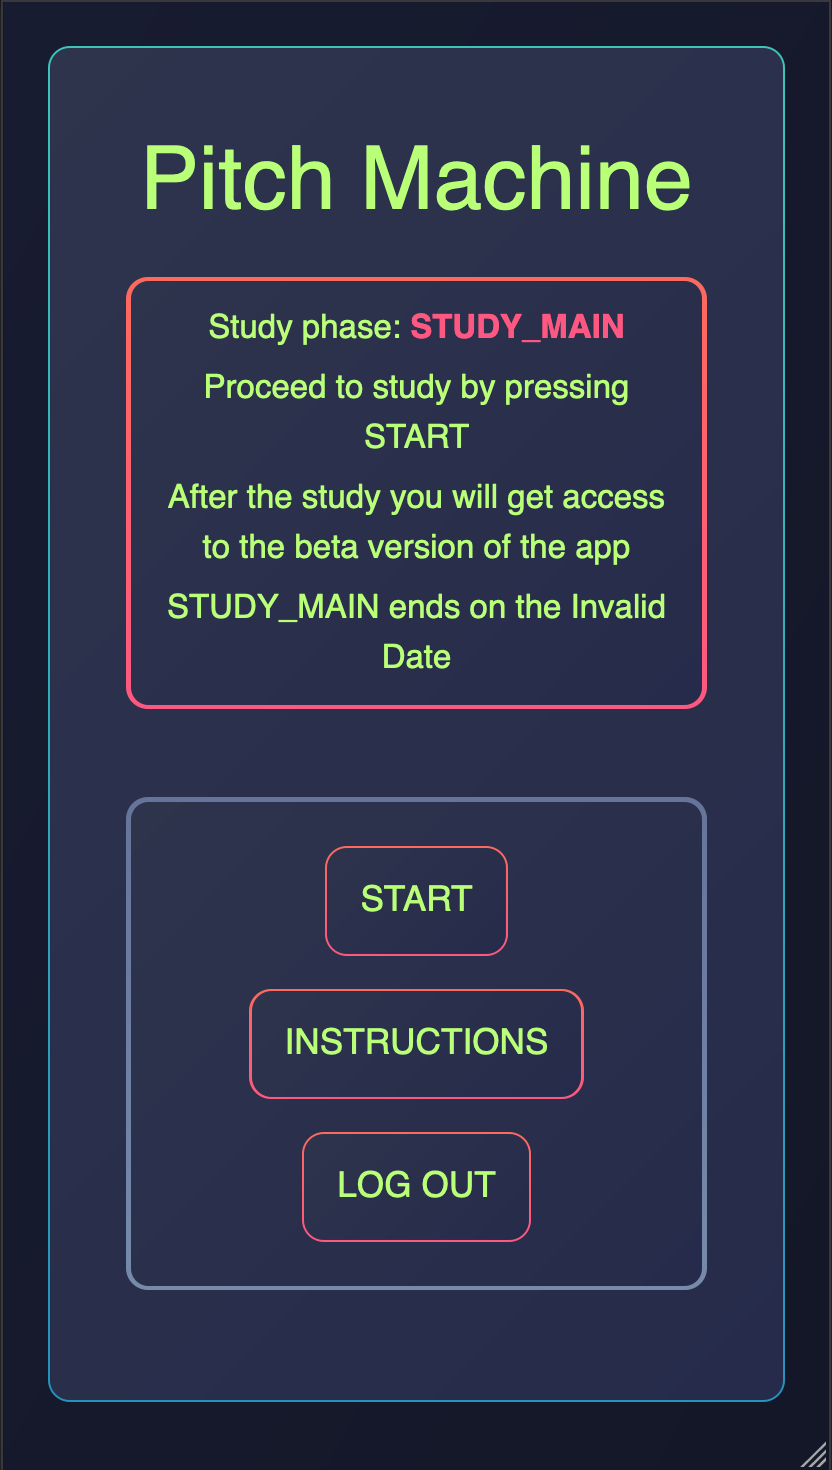 Pitch Machine
Study phase: STUDY_MAIN
Proceed to study by pressing
START
After the study you will get access
to the beta version of the app
STUDY_MAIN ends on the Invalid
Date
START
INSTRUCTIONS
LOG OUT